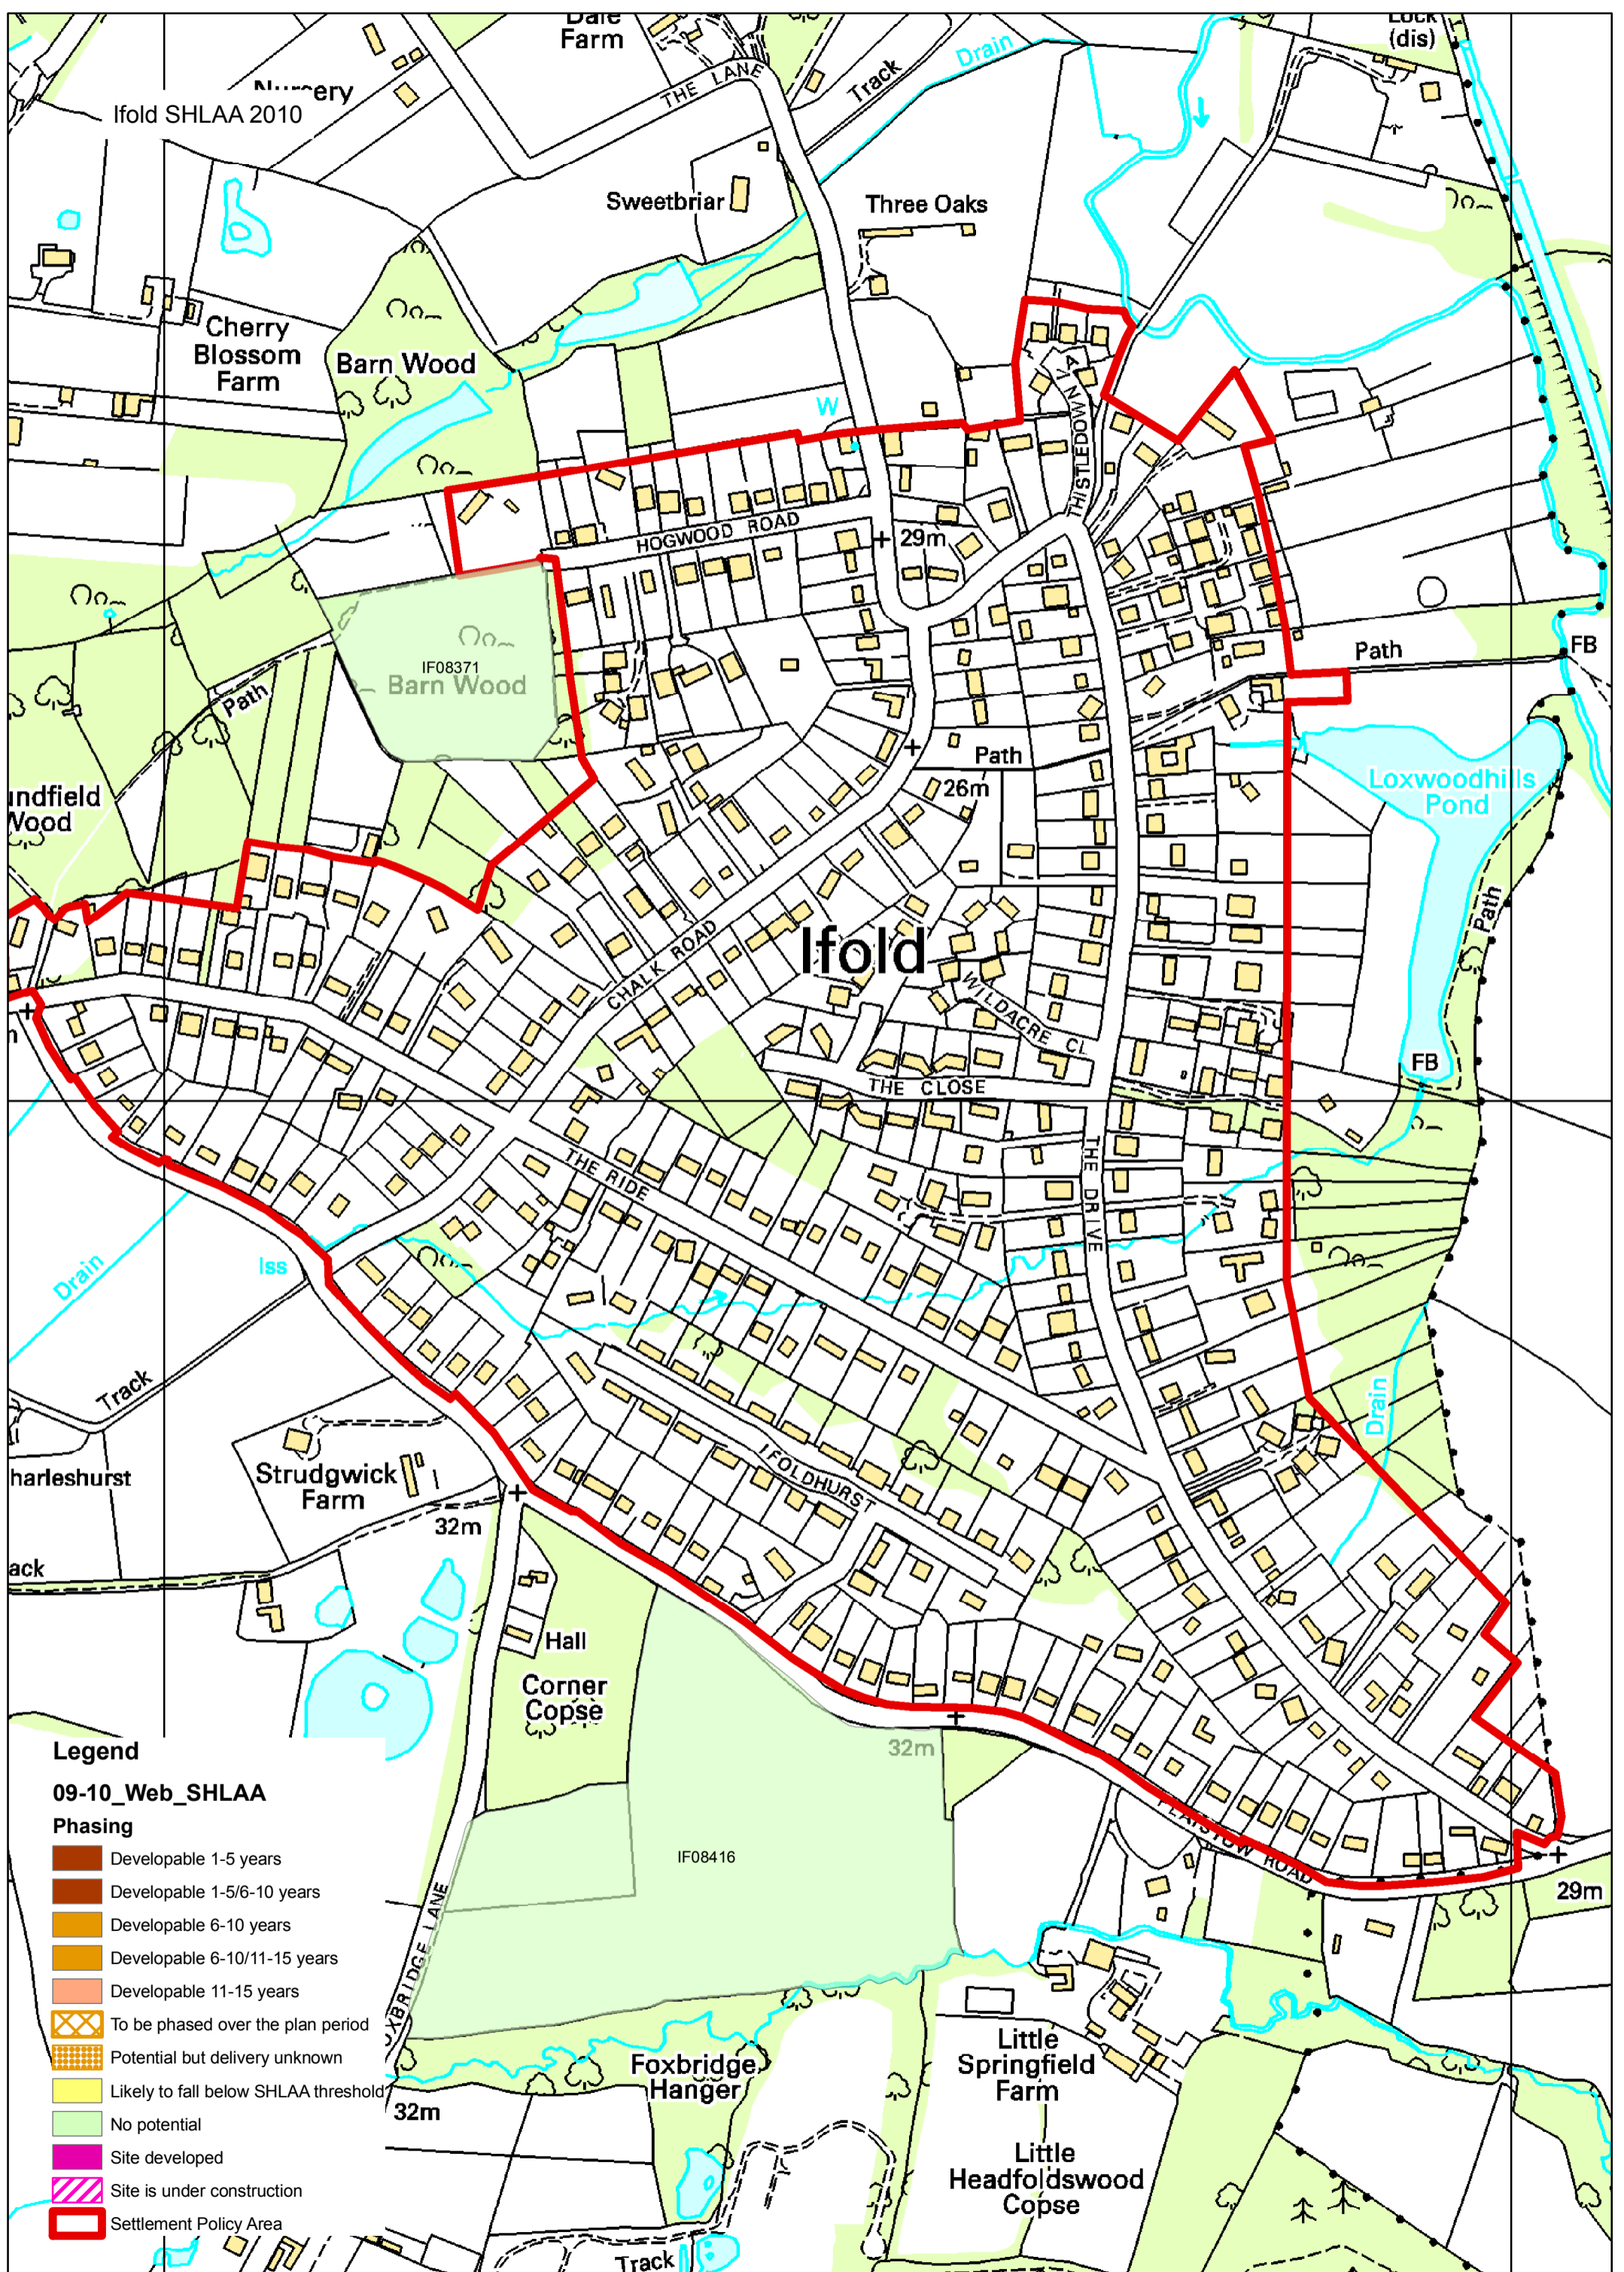 Farm
Lock
(dis)
Drain
THE LANE
Track
Ifold SHLAA 2010
Sweetbriar
Three Oaks
Cherry
Blossom
Farm
Barn Wood
W
THISTLEDOWN
HOGWOOD ROAD
29m
Path
FB
IF08371
Barn Wood
Path
Path
26m
Loxwoodhills
Pond
Wood
Path
CHALK ROAD
Ifold
WILDACRE CL
THE CLOSE
FB
THE RIDE
THE DRIVE
Drain
Iss
Track
Drain
harleshurst
Strudgwick
Farm
32m
IFOLDHURST
ack
Hall
Corner
Copse
32m
PLAISTOW ROAD
29m
IF08416
FOXBRIDGE LANE
Legend
09-10_Web_SHLAA
Phasing
Developable 1-5 years
Developable 1-5/6-10 years
Developable 6-10 years
Developable 6-10/11-15 years
Developable 11-15 years
To be phased over the plan period
Potential but delivery unknown
Likely to fall below SHLAA threshold
No potential
Site developed
Site is under construction
Settlement Policy Area
32m
Foxbridge
Hanger
Little
Springfield
Farm
Little
Headfoldswood
Copse
Track